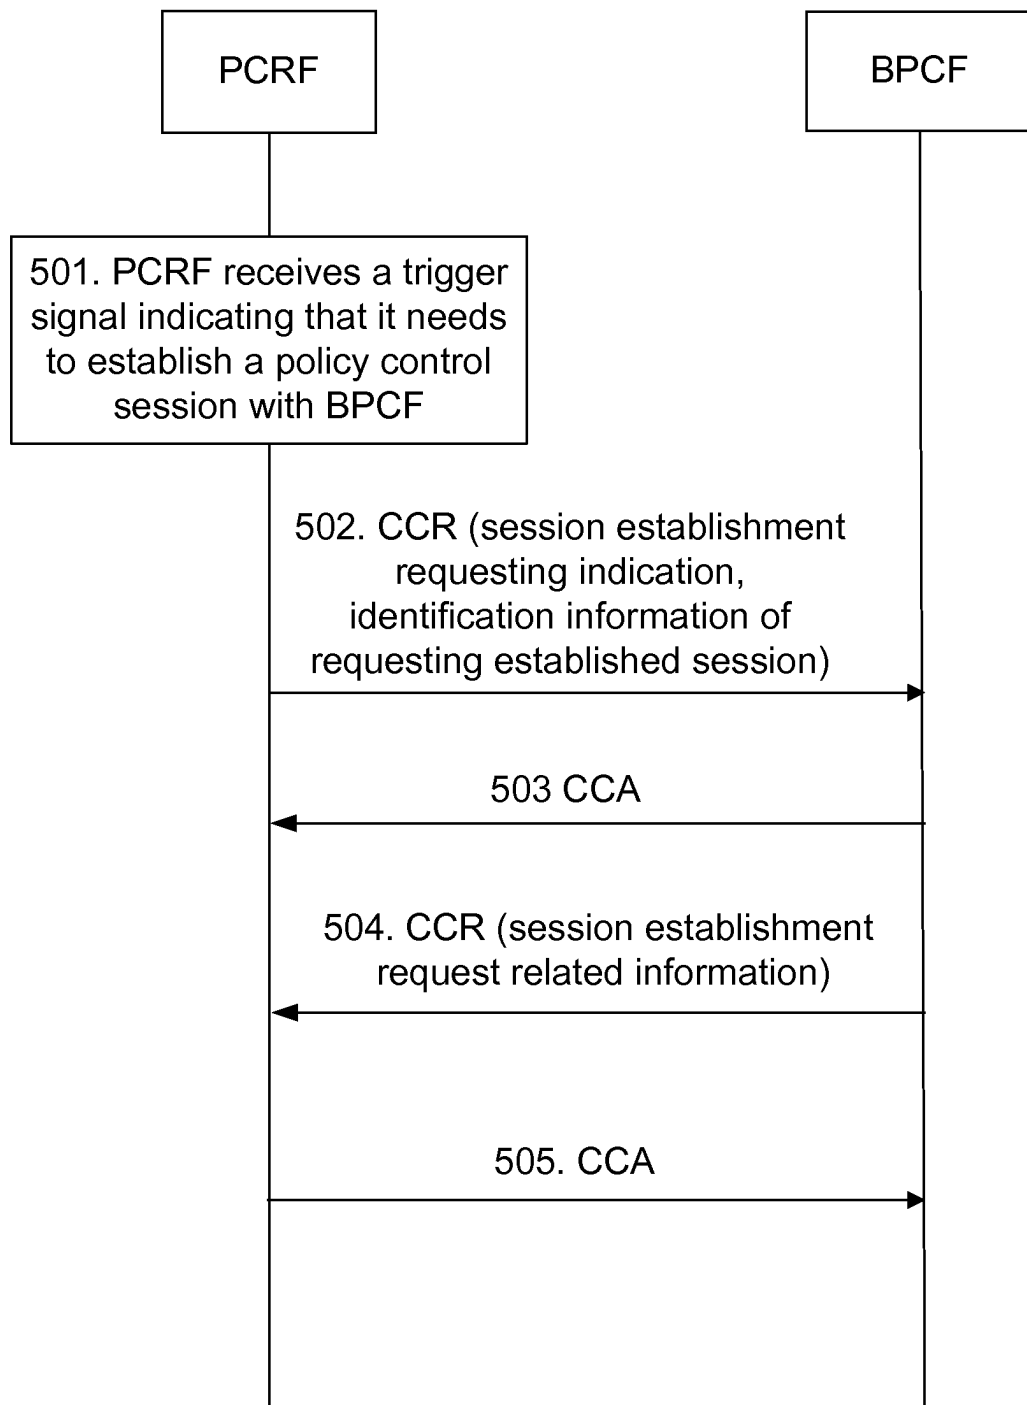 PCRF
BPCF
501. PCRF receives a trigger
signal indicating that it needs
to establish a policy control
session with BPCF
502. CCR (session establishment
requesting indication,
identification information of
requesting established session)
503 CCA
504. CCR (session establishment
request related information)
505. CCA